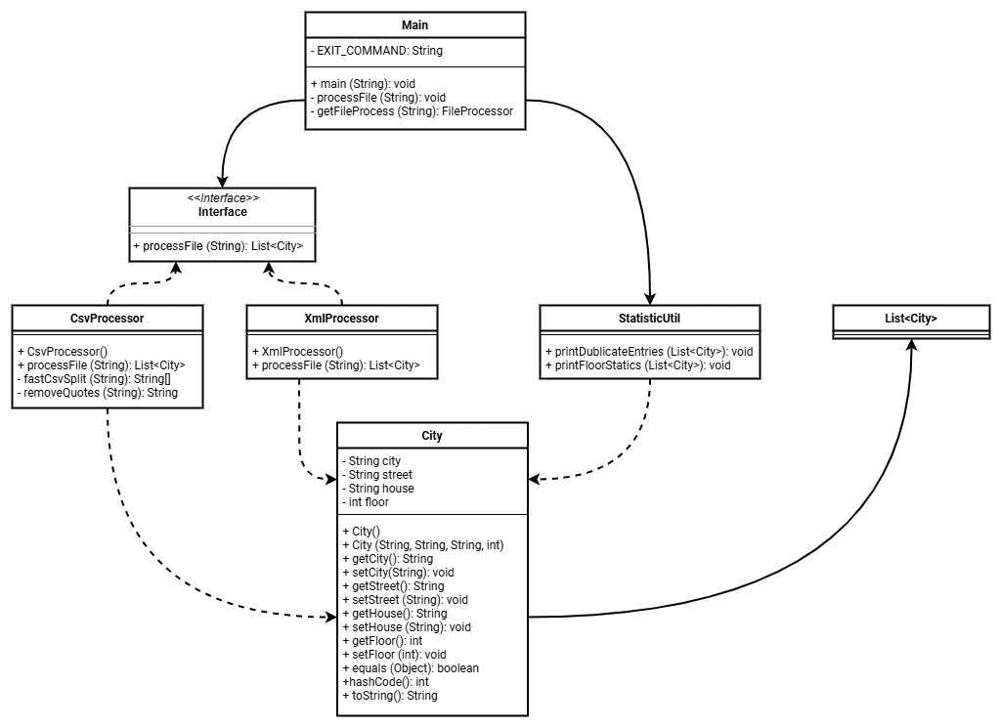 Main
- EXIT_COMMAND: String
+ main (String): void
- processFile (String): void
- getFileProcess (String): FileProcessor
<<Interface>>
Interface
+ processFile (String): List<City>
CsvProcessor
+ CsvProcessor()
+ processFile (String): List<City>
- fastCsvSplit (String): String[]
- removeQuotes (String): String
XmlProcessor
+ XmlProcessor()
+ processFile (String): List<City>
StatisticUtil
+ printDublicateEntries (List<City>): void
+ printFloorStatics (List<City>): void
List<City>
City
- String city
- String street
- String house
- int floor
+ City()
+ City (String, String, String, int)
+ getCity(): String
+ setCity(String): void
+ getStreet(): String
+ setStreet (String): void
+ getHouse(): String
+ setHouse (String): void
+ getFloor(): int
+ setFloor (int): void
+ equals (Object): boolean
+hashCode(): int
+ toString(): String